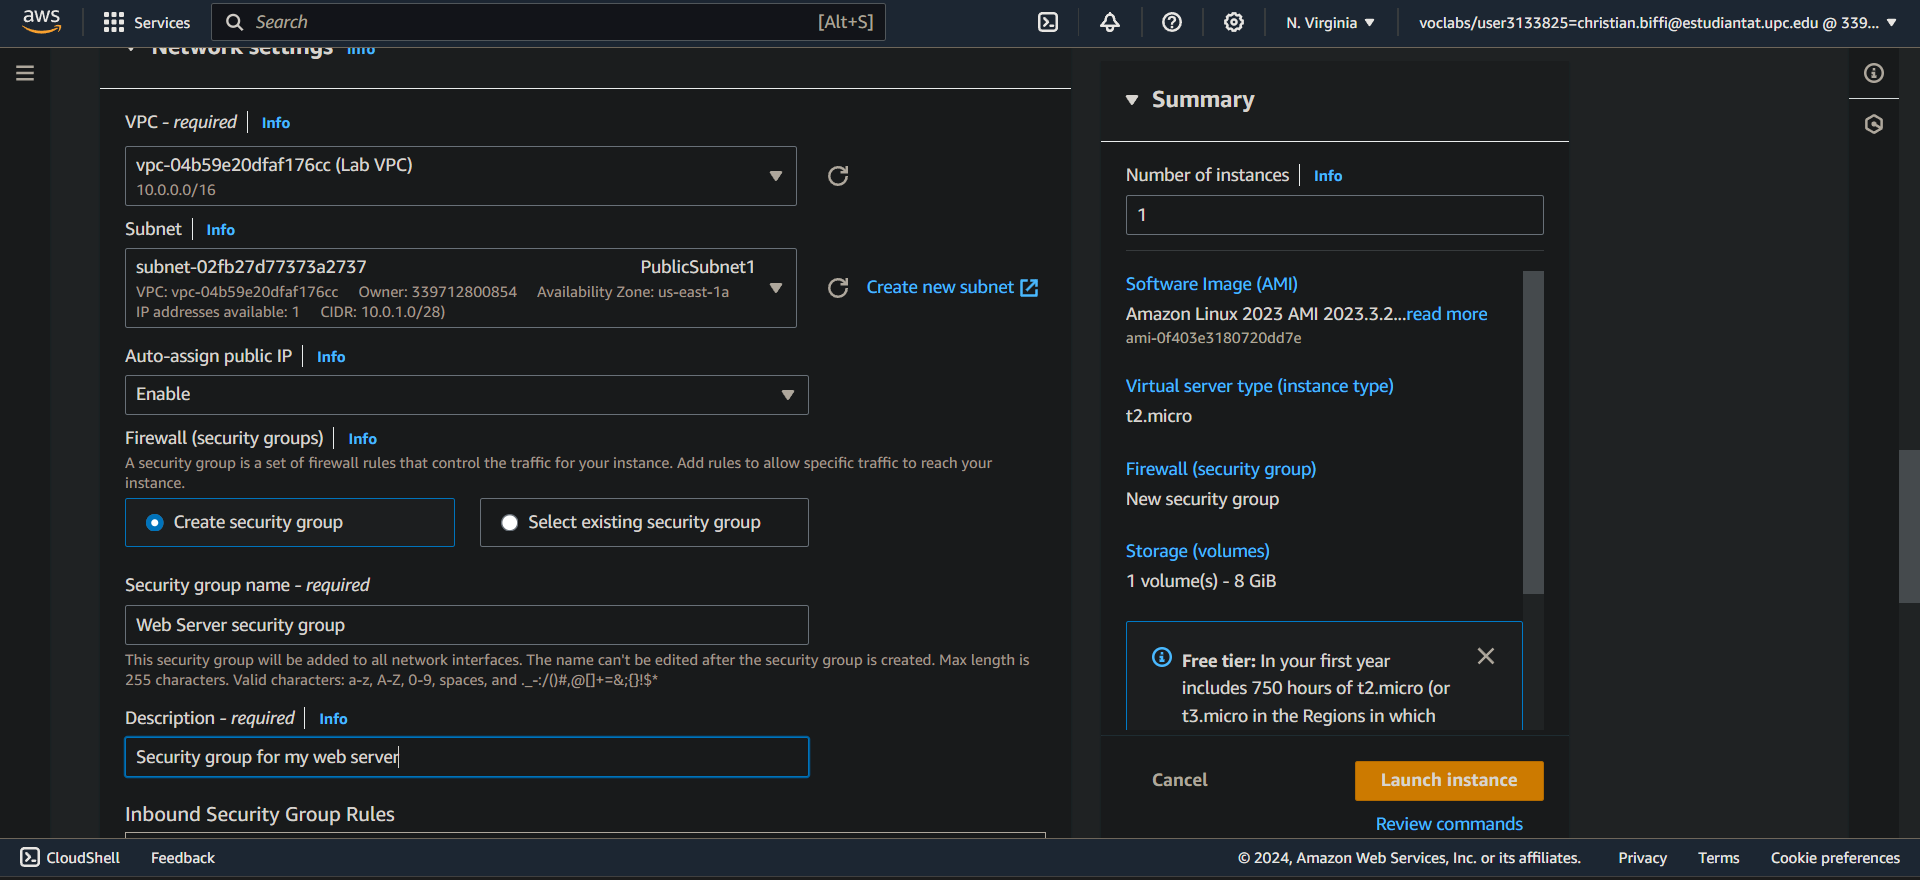 aws
Services
Search
[Alt+S]
N. Virginia
voclabs/user3133825=christian.biffi@estudiantat.upc.edu @ 339...
Network settings Info
VPC - required Info
vpc-04b59e20dfaf176cc (Lab VPC)
10.0.0.0/16
Subnet Info
subnet-02fb27d77373a2737 PublicSubnet1
VPC: vpc-04b59e20dfaf176cc Owner: 339712800854 Availability Zone: us-east-1a
IP addresses available: 1 CIDR: 10.0.1.0/28)
Create new subnet
Auto-assign public IP Info
Enable
Firewall (security groups) Info
A security group is a set of firewall rules that control the traffic for your instance. Add rules to allow specific traffic to reach your
instance.
Create security group
Select existing security group
Security group name - required
Web Server security group
This security group will be added to all network interfaces. The name can't be edited after the security group is created. Max length is
255 characters. Valid characters: a-z, A-Z, 0-9, spaces, and ._-:/()#,@[]+=&;{}!$*
Description - required Info
Security group for my web server
Inbound Security Group Rules
Summary
Number of instances Info
1
Software Image (AMI)
Amazon Linux 2023 AMI 2023.3.2...read more
ami-0f403e3180720dd7e
Virtual server type (instance type)
t2.micro
Firewall (security group)
New security group
Storage (volumes)
1 volume(s) - 8 GiB
Free tier: In your first year
includes 750 hours of t2.micro (or
t3.micro in the Regions in which
Cancel
Launch instance
Review commands
CloudShell
Feedback
© 2024, Amazon Web Services, Inc. or its affiliates.
Privacy
Terms
Cookie preferences